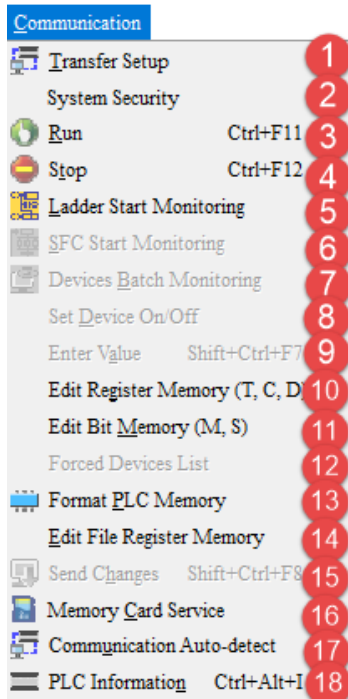 Communication
Transfer Setup 1
System Security 2
Run Ctrl+F11 3
Stop Ctrl+F12 4
Ladder Start Monitoring 5
SFC Start Monitoring 6
Devices Batch Monitoring 7
Set Device On/Off 8
Enter Value Shift+Ctrl+F7 9
Edit Register Memory (T, C, D) 10
Edit Bit Memory (M, S) 11
Forced Devices List 12
Format PLC Memory 13
Edit File Register Memory 14
Send Changes Shift+Ctrl+F8 15
Memory Card Service 16
Communication Auto-detect 17
PLC Information Ctrl+Alt+I 18